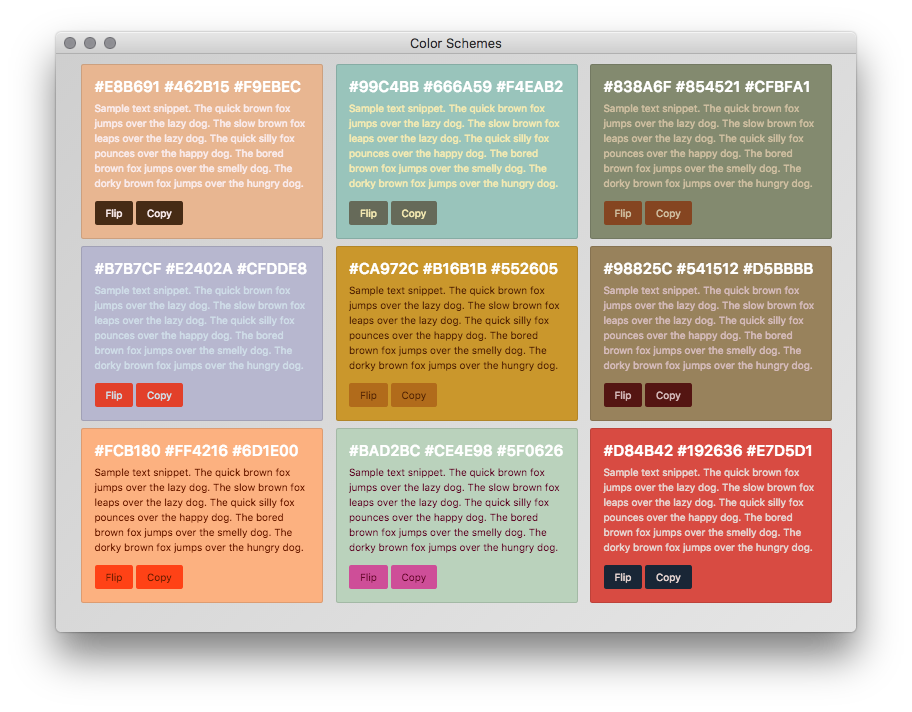 Color Schemes
#E8B691 #462B15 #F9EBEC
Sample text snippet. The quick brown fox
jumps over the lazy dog. The slow brown fox
leaps over the lazy dog. The quick silly fox
pounces over the happy dog. The bored
brown fox jumps over the smelly dog. The
dorky brown fox jumps over the hungry dog.
Flip Copy
#99C4BB #666A59 #F4EAB2
Sample text snippet. The quick brown fox
jumps over the lazy dog. The slow brown fox
leaps over the lazy dog. The quick silly fox
pounces over the happy dog. The bored
brown fox jumps over the smelly dog. The
dorky brown fox jumps over the hungry dog.
Flip Copy
#838A6F #854521 #CFBFA1
Sample text snippet. The quick brown fox
jumps over the lazy dog. The slow brown fox
leaps over the lazy dog. The quick silly fox
pounces over the happy dog. The bored
brown fox jumps over the smelly dog. The
dorky brown fox jumps over the hungry dog.
Flip Copy
#B7B7CF #E2402A #CFDDE8
Sample text snippet. The quick brown fox
jumps over the lazy dog. The slow brown fox
leaps over the lazy dog. The quick silly fox
pounces over the happy dog. The bored
brown fox jumps over the smelly dog. The
dorky brown fox jumps over the hungry dog.
Flip Copy
#CA972C #B16B1B #552605
Sample text snippet. The quick brown fox
jumps over the lazy dog. The slow brown fox
leaps over the lazy dog. The quick silly fox
pounces over the happy dog. The bored
brown fox jumps over the smelly dog. The
dorky brown fox jumps over the hungry dog.
Flip Copy
#98825C #541512 #D5BBBB
Sample text snippet. The quick brown fox
jumps over the lazy dog. The slow brown fox
leaps over the lazy dog. The quick silly fox
pounces over the happy dog. The bored
brown fox jumps over the smelly dog. The
dorky brown fox jumps over the hungry dog.
Flip Copy
#FCB180 #FF4216 #6D1E00
Sample text snippet. The quick brown fox
jumps over the lazy dog. The slow brown fox
leaps over the lazy dog. The quick silly fox
pounces over the happy dog. The bored
brown fox jumps over the smelly dog. The
dorky brown fox jumps over the hungry dog.
Flip Copy
#BAD2BC #CE4E98 #5F0626
Sample text snippet. The quick brown fox
jumps over the lazy dog. The slow brown fox
leaps over the lazy dog. The quick silly fox
pounces over the happy dog. The bored
brown fox jumps over the smelly dog. The
dorky brown fox jumps over the hungry dog.
Flip Copy
#D84B42 #192636 #E7D5D1
Sample text snippet. The quick brown fox
jumps over the lazy dog. The slow brown fox
leaps over the lazy dog. The quick silly fox
pounces over the happy dog. The bored
brown fox jumps over the smelly dog. The
dorky brown fox jumps over the hungry dog.
Flip Copy